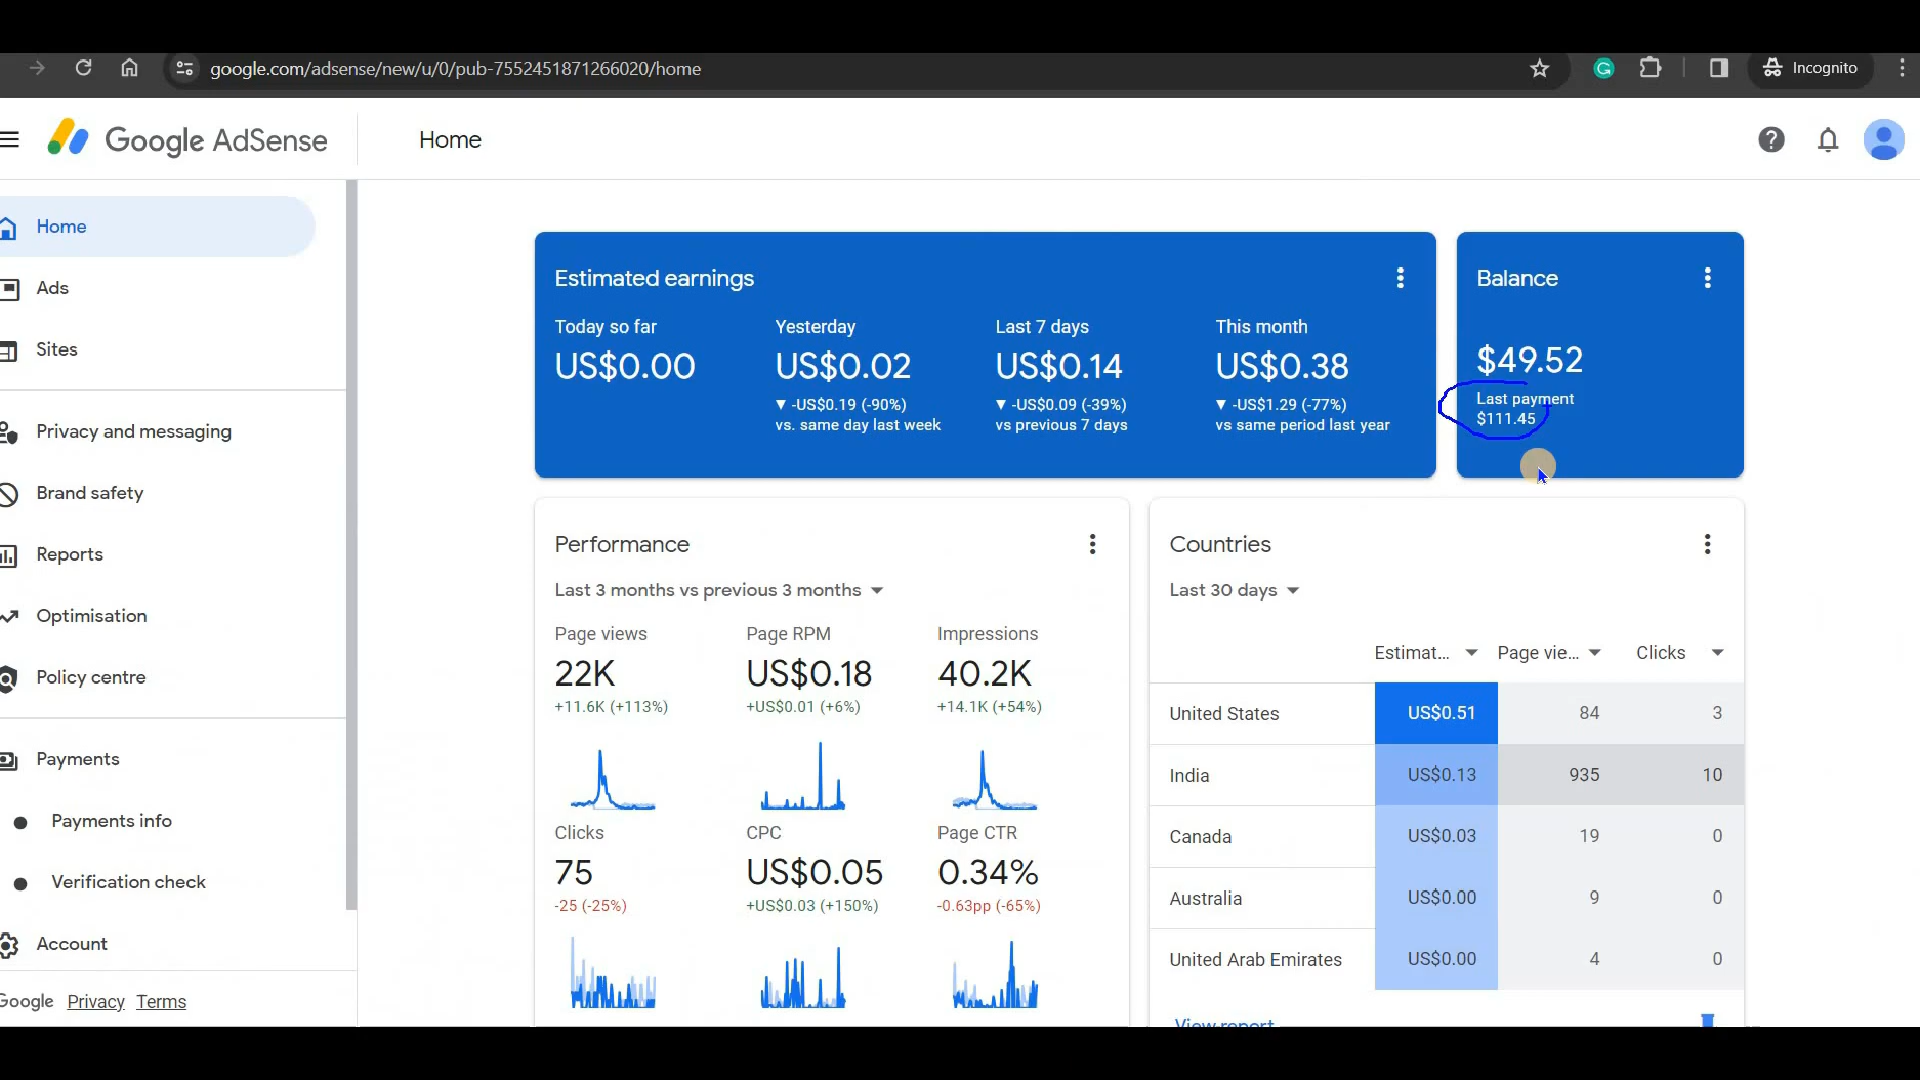 google.com/adsense/new/u/0/pub-7552451871266020/home
Incognito
Google AdSense
Home
Home
Ads
Sites
Privacy and messaging
Brand safety
Reports
Optimisation
Policy centre
Payments
Payments info
Verification check
Account
Google Privacy Terms
Estimated earnings
Today so far
US$0.00
Yesterday
US$0.02
▼ -US$0.19 (-90%)
vs. same day last week
Last 7 days
US$0.14
▼ -US$0.09 (-39%)
vs previous 7 days
This month
US$0.38
▼ -US$1.29 (-77%)
vs same period last year
Balance
$49.52
Last payment
$111.45
Performance
Last 3 months vs previous 3 months
Page views
22K
+11.6K (+113%)
Page RPM
US$0.18
+US$0.01 (+6%)
Impressions
40.2K
+14.1K (+54%)
Clicks
75
-25 (-25%)
CPC
US$0.05
+US$0.03 (+150%)
Page CTR
0.34%
-0.63pp (-65%)
Countries
Last 30 days
Estimat... Page vie... Clicks
United States US$0.51 84 3
India US$0.13 935 10
Canada US$0.03 19 0
Australia US$0.00 9 0
United Arab Emirates US$0.00 4 0
View report